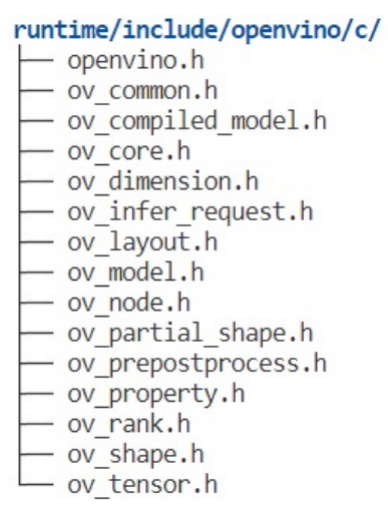 runtime/include/openvino/c/
├── openvino.h
├── ov_common.h
├── ov_compiled_model.h
├── ov_core.h
├── ov_dimension.h
├── ov_infer_request.h
├── ov_layout.h
├── ov_model.h
├── ov_node.h
├── ov_partial_shape.h
├── ov_prepostprocess.h
├── ov_property.h
├── ov_rank.h
├── ov_shape.h
└── ov_tensor.h